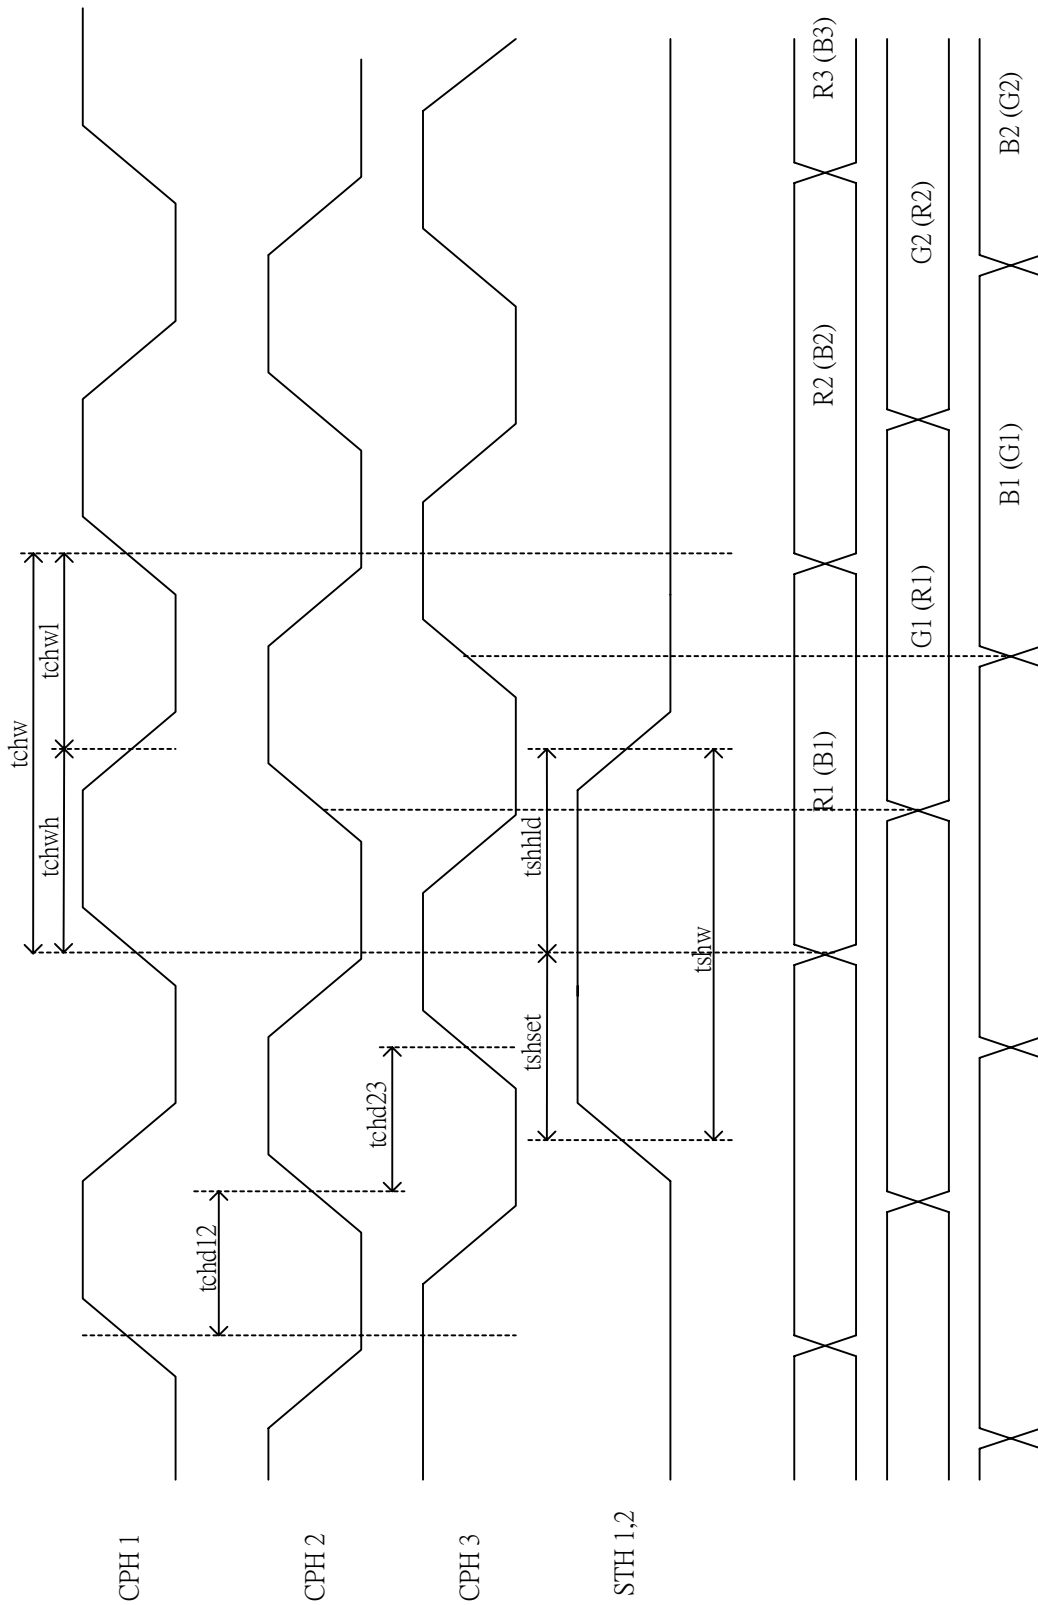 tchw
tchwh
tchwl
CPH 1
tchd12
CPH 2
tchd23
CPH 3
tshset
tshhld
STH 1,2
tshw
R1 (B1)
R2 (B2)
R3 (B3)
G1 (R1)
G2 (R2)
B1 (G1)
B2 (G2)